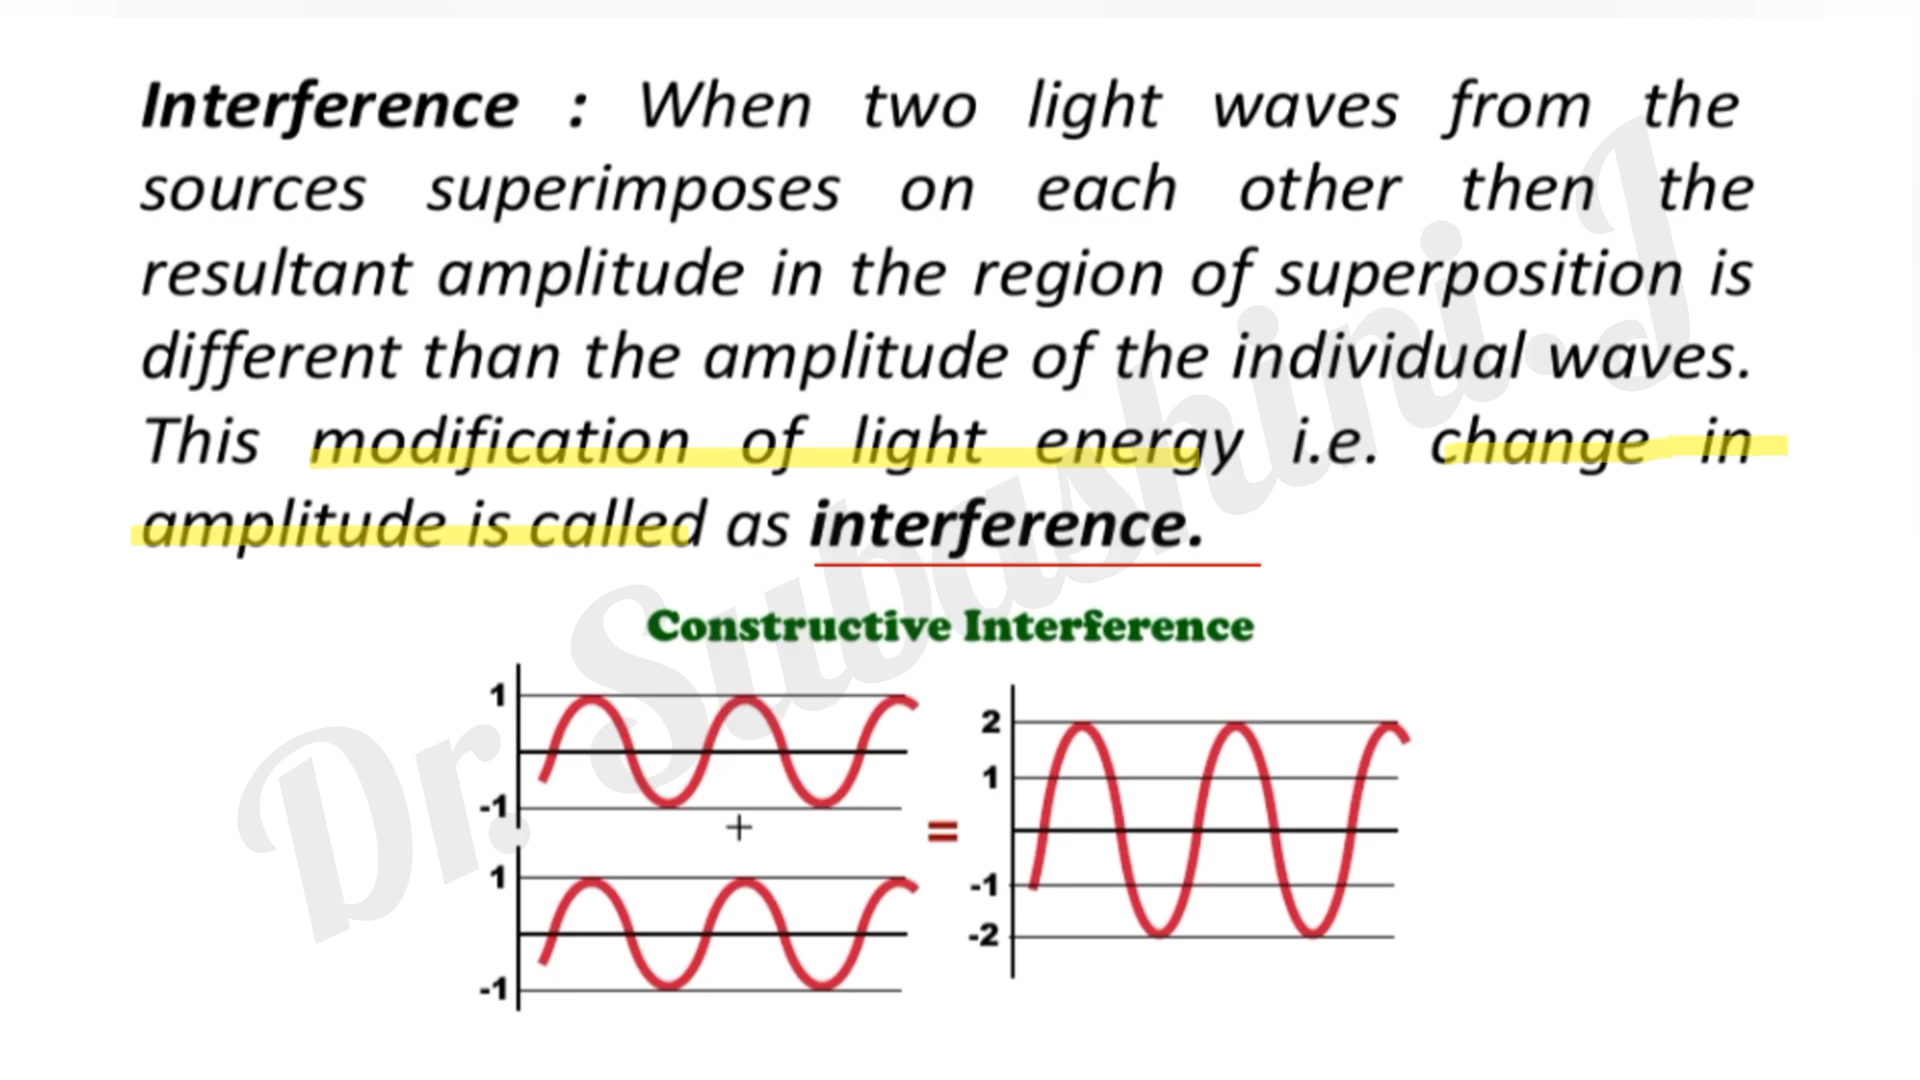 Interference : When two light waves from the
sources superimposes on each other then the
resultant amplitude in the region of superposition is
different than the amplitude of the individual waves.
This modification of light energy i.e. change in
amplitude is called as interference.
Dr. Subashini.J
Constructive Interference
1
-1
+
1
-1
=
2
1
-1
-2